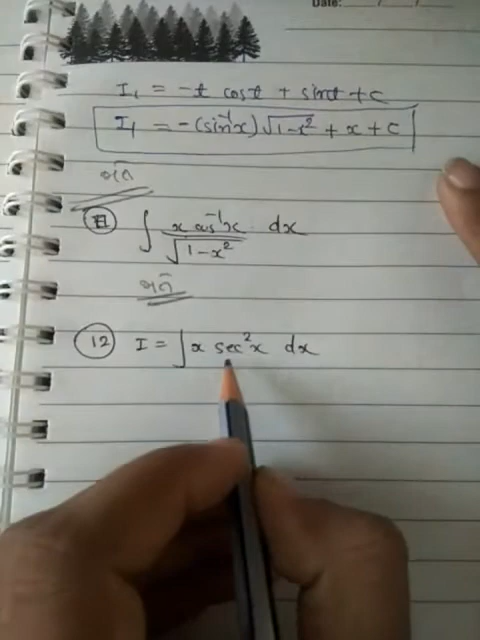 Date: / /
I₁ = -t cost + sint + c
I₁ = -(sin⁻¹x)√1-x² + x + c
11 ∫ x cos⁻¹x / √1-x² dx
12 I = ∫ x sec²x dx